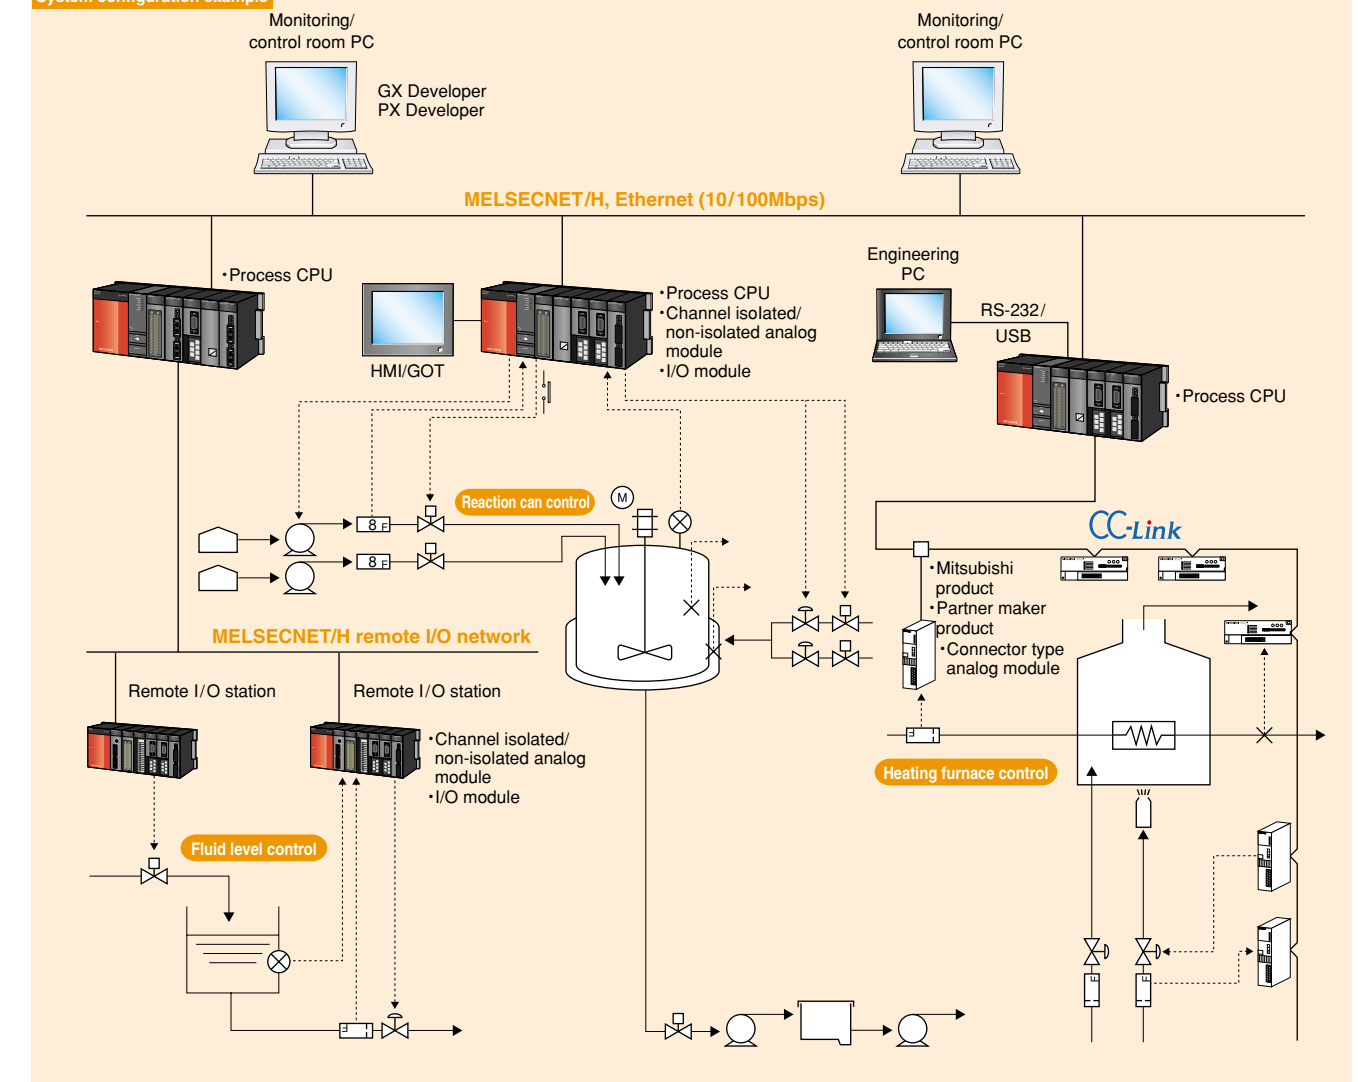 System configuration example
Monitoring/
control room PC
GX Developer
PX Developer
Monitoring/
control room PC
MELSECNET/H, Ethernet (10/100Mbps)
・Process CPU
HMI/GOT
・Process CPU
・Channel isolated/
non-isolated analog
module
・I/O module
Engineering
PC
RS-232/
USB
・Process CPU
Reaction can control
M
8 F
8 F
CC-Link
・Mitsubishi
product
・Partner maker
product
・Connector type
analog module
MELSECNET/H remote I/O network
Remote I/O station
Remote I/O station
・Channel isolated/
non-isolated analog
module
・I/O module
Heating furnace control
Fluid level control
F
F
F
F